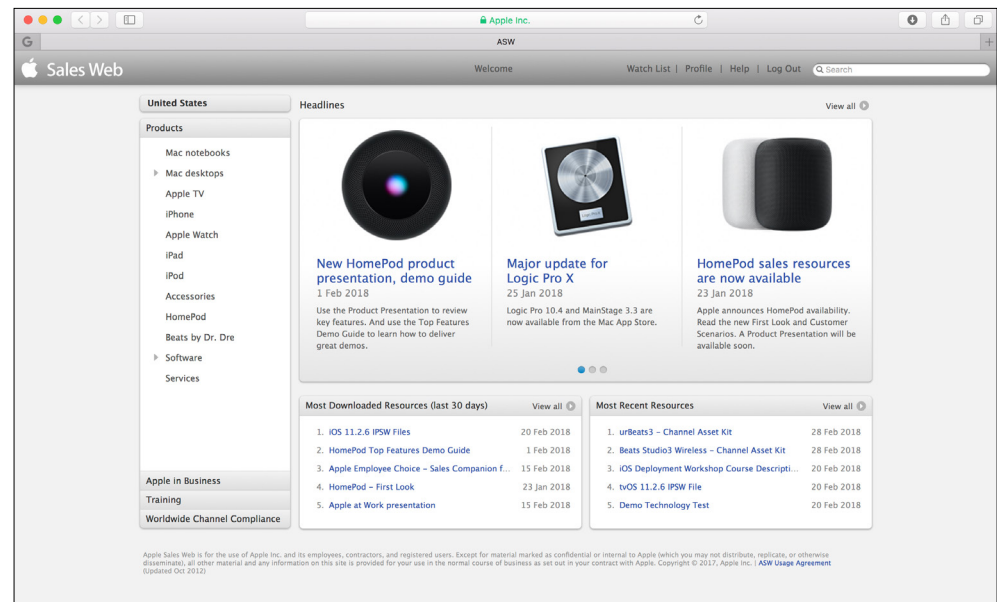 Apple Inc.
ASW
Sales Web
Welcome
Watch List | Profile | Help | Log Out
Search
United States
Products
Mac notebooks
Mac desktops
Apple TV
iPhone
Apple Watch
iPad
iPod
Accessories
HomePod
Beats by Dr. Dre
Software
Services
Apple in Business
Training
Worldwide Channel Compliance
Headlines
View all
New HomePod product
presentation, demo guide
1 Feb 2018
Use the Product Presentation to review
key features. And use the Top Features
Demo Guide to learn how to deliver
great demos.
Logic Pro X
Major update for
Logic Pro X
25 Jan 2018
Logic Pro 10.4 and MainStage 3.3 are
now available from the Mac App Store.
HomePod sales resources
are now available
23 Jan 2018
Apple announces HomePod availability.
Read the new First Look and Customer
Scenarios. A Product Presentation will be
available soon.
Most Downloaded Resources (last 30 days) View all
1. iOS 11.2.6 IPSW Files 20 Feb 2018
2. HomePod Top Features Demo Guide 1 Feb 2018
3. Apple Employee Choice – Sales Companion f... 15 Feb 2018
4. HomePod – First Look 23 Jan 2018
5. Apple at Work presentation 15 Feb 2018
Most Recent Resources View all
1. urBeats3 – Channel Asset Kit 28 Feb 2018
2. Beats Studio3 Wireless – Channel Asset Kit 28 Feb 2018
3. iOS Deployment Workshop Course Descripti... 20 Feb 2018
4. tvOS 11.2.6 IPSW File 20 Feb 2018
5. Demo Technology Test 20 Feb 2018
Apple Sales Web is for the use of Apple Inc. and its employees, contractors, and registered users. Except for material marked as confidential or internal to Apple (which you may not distribute, replicate, or otherwise
disseminate), all other material and any information on this site is provided for your use in the normal course of business as set out in your contract with Apple. Copyright © 2017, Apple Inc. | ASW Usage Agreement
(Updated Oct 2012)